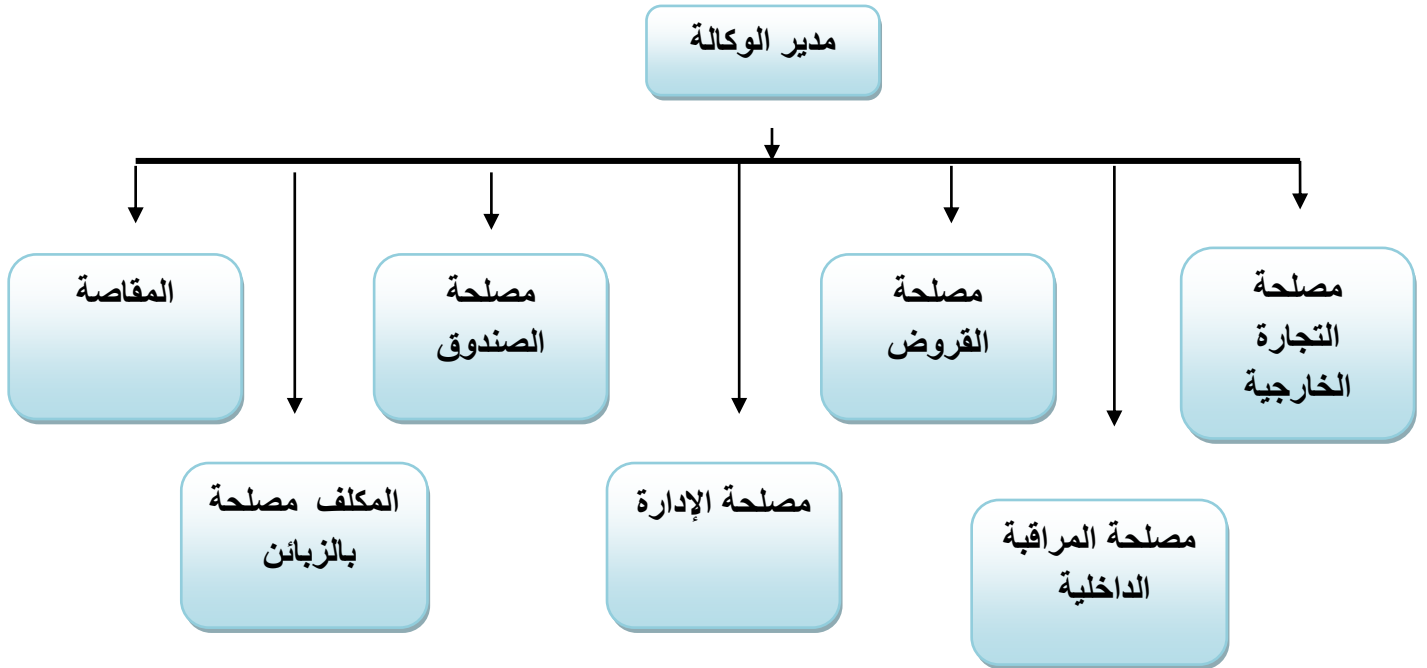 مدير الوكالة
مصلحة
التجارة
الخارجية
مصلحة
القروض
مصلحة
الصندوق
المقاصة
مصلحة المراقبة
الداخلية
مصلحة الإدارة
المكلف مصلحة
بالزبائن